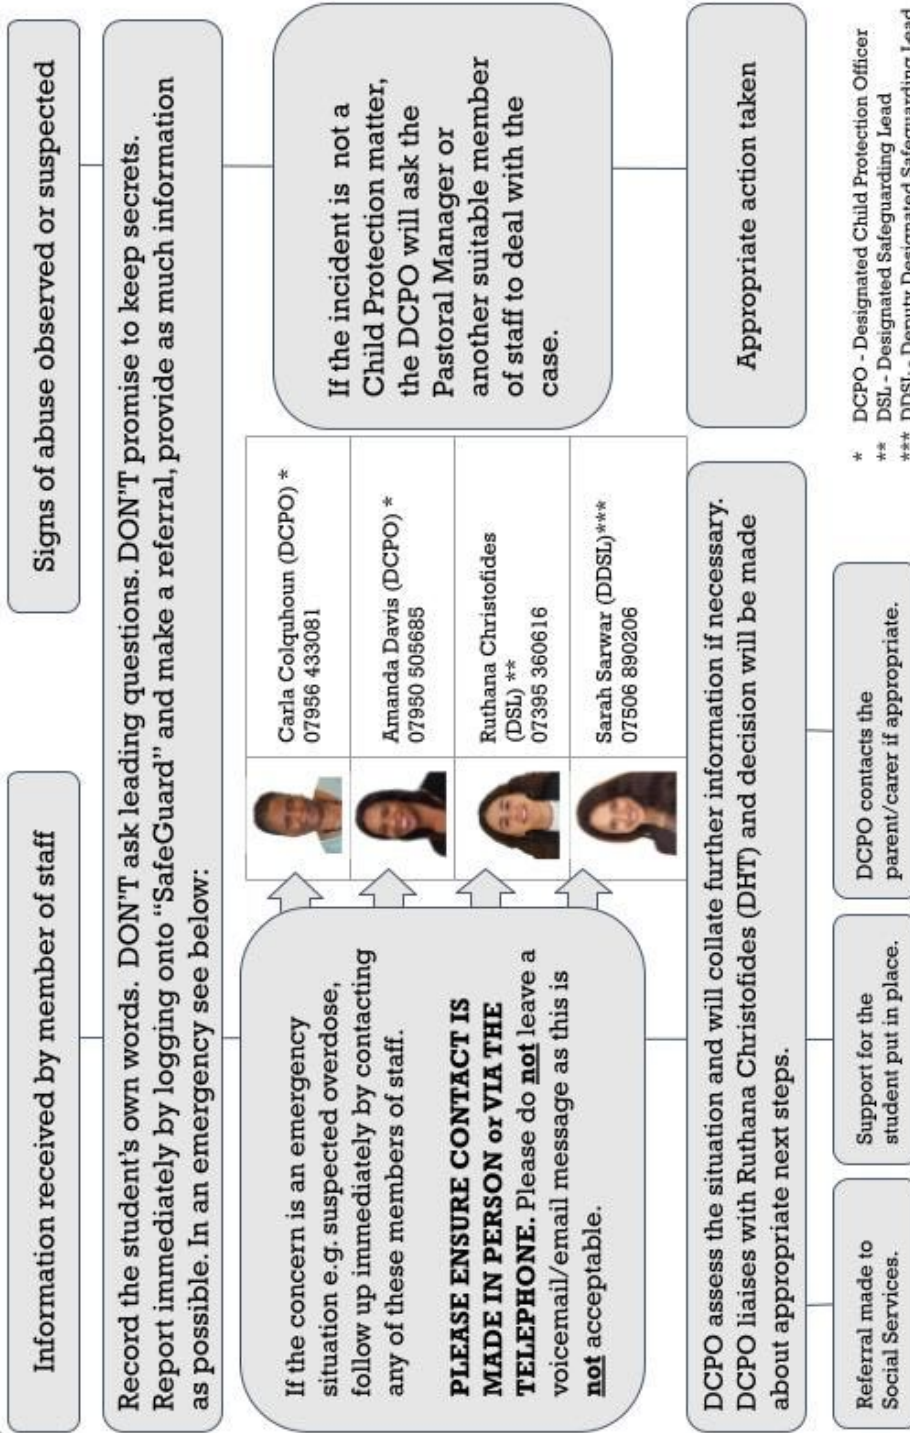 Information received by member of staff
Signs of abuse observed or suspected
Record the student's own words.  DON'T ask leading questions. DON'T promise to keep secrets.
Report immediately by logging onto “SafeGuard” and make a referral, provide as much information
as possible. In an emergency see below:
If the concern is an emergency
situation e.g. suspected overdose,
follow up immediately by contacting
any of these members of staff.
PLEASE ENSURE CONTACT IS
MADE IN PERSON or VIA THE
TELEPHONE. Please do not leave a
voicemail/email message as this is
not acceptable.
Carla Colquhoun (DCPO) *
07956 433081
Amanda Davis (DCPO) *
07950 505685
Ruthana Christofides
(DSL) **
07395 360616
Sarah Sarwar (DDSL)***
07506 890206
If the incident is  not a
Child Protection matter,
the DCPO will ask the
Pastoral Manager or
another suitable member
of staff to deal with the
case.
DCPO assess the situation and will collate further information if necessary.
DCPO liaises with Ruthana Christofides (DHT) and decision will be made
about appropriate next steps.
Appropriate action taken
Referral made to
Social Services.
Support for the
student put in place.
DCPO contacts the
parent/carer if appropriate.
* DCPO - Designated Child Protection Officer
** DSL - Designated Safeguarding Lead
*** DDSL - Deputy Designated Safeguarding Lead